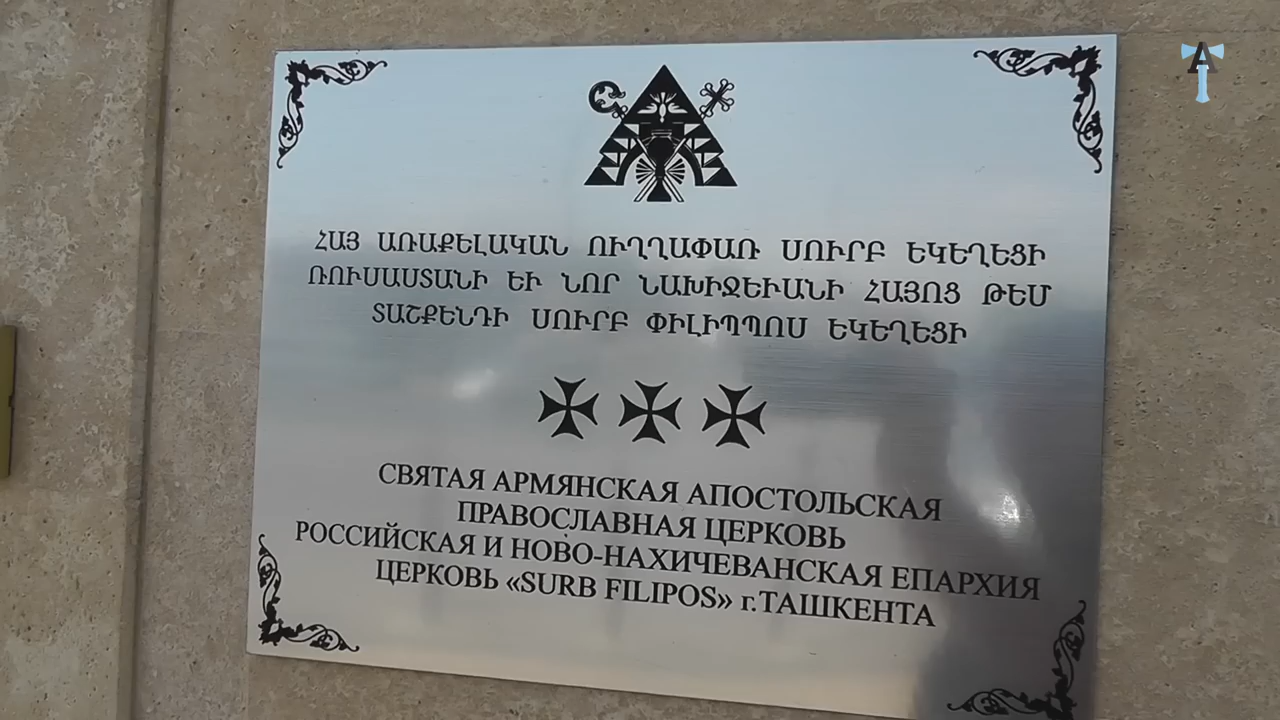 ՀԱՅ ԱՌԱՔԵԼԱԿԱՆ ՈՒՂՂԱՓԱՌ ՍՈՒՐԲ ԵԿԵՂԵՑԻ
ՌՈՒՍԱՍՏԱՆԻ ԵՒ ՆՈՐ ՆԱԽԻՋԵՒԱՆԻ ՀԱՅՈՑ ԹԵՄ
ՏԱՇՔԵՆԴԻ ՍՈՒՐԲ ՓԻԼԻՊՊՈՍ ԵԿԵՂԵՑԻ
СВЯТАЯ АРМЯНСКАЯ АПОСТОЛЬСКАЯ
ПРАВОСЛАВНАЯ ЦЕРКОВЬ
РОССИЙСКАЯ И НОВО-НАХИЧЕВАНСКАЯ ЕПАРХИЯ
ЦЕРКОВЬ «SURB FILIPOS» г.ТАШКЕНТА